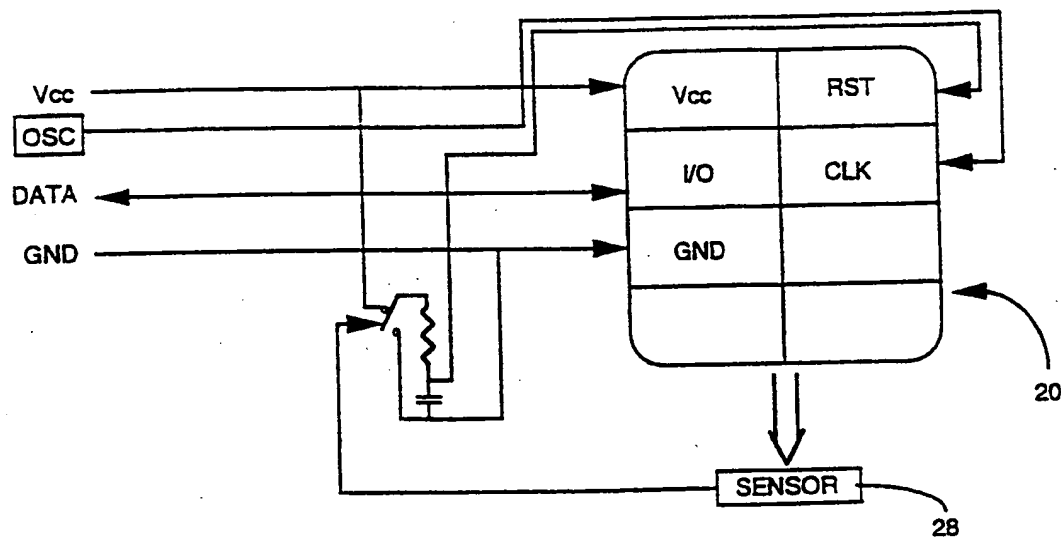 Vcc
OSC
DATA
GND
Vcc
RST
I/O
CLK
GND
20
SENSOR
28